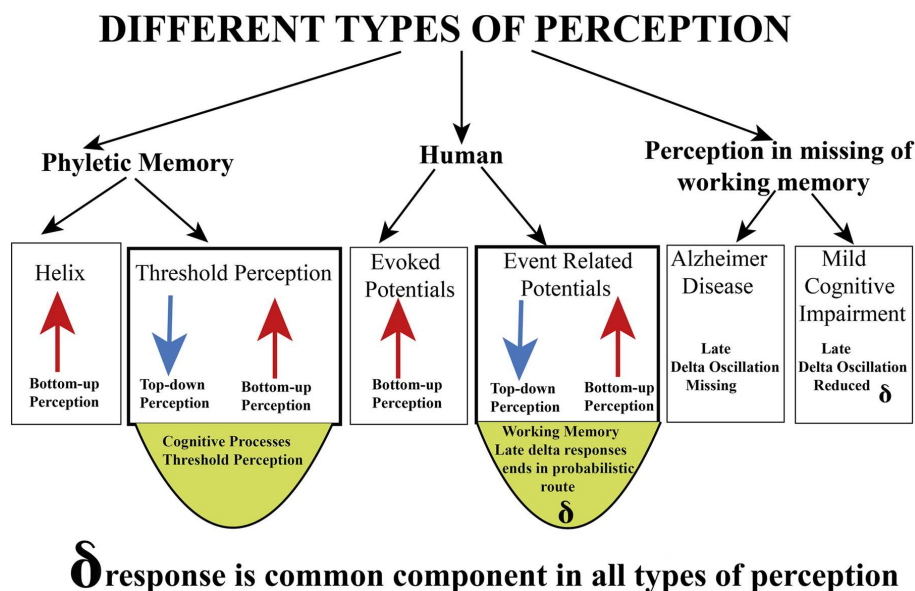 DIFFERENT TYPES OF PERCEPTION
Phyletic Memory
Human
Perception in missing of
working memory
Helix
Bottom-up
Perception
Threshold Perception
Top-down
Perception
Bottom-up
Perception
Cognitive Processes
Threshold Perception
Evoked
Potentials
Bottom-up
Perception
Event Related
Potentials
Top-down
Perception
Bottom-up
Perception
Working Memory
Late delta responses
ends in probabilistic
route
δ
Alzheimer
Disease
Late
Delta Oscillation
Missing
Mild
Cognitive
Impairment
Late
Delta Oscillation
Reduced δ
δ response is common component in all types of perception